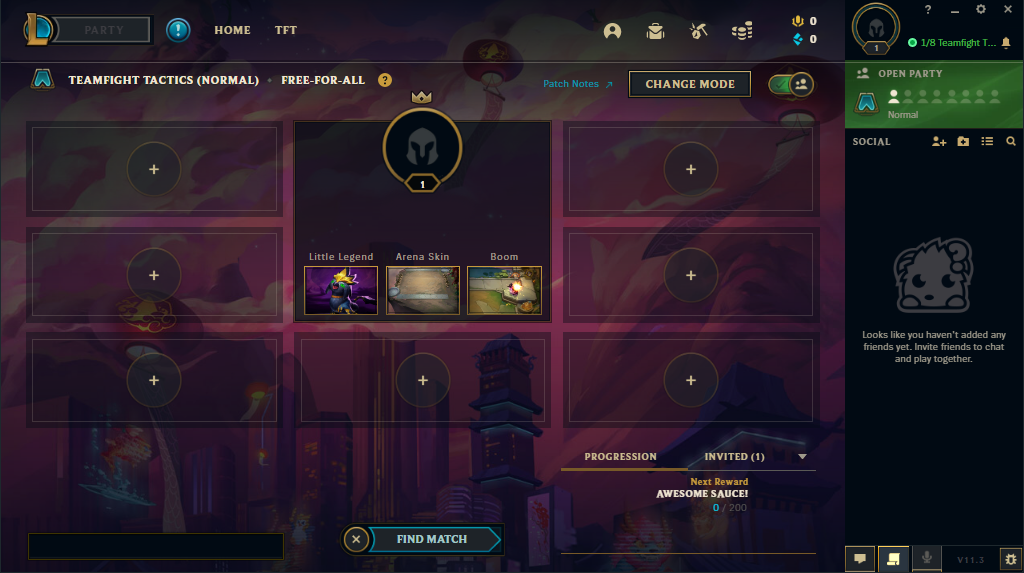 PARTY
HOME
TFT
0
0
1
1/8 Teamfight T...
TEAMFIGHT TACTICS (NORMAL) • FREE-FOR-ALL
Patch Notes
CHANGE MODE
OPEN PARTY
Normal
SOCIAL
1
Little Legend
Arena Skin
Boom
Looks like you haven't added any
friends yet. Invite friends to chat
and play together.
PROGRESSION
INVITED (1)
Next Reward
AWESOME SAUCE!
0 / 200
FIND MATCH
V11.3